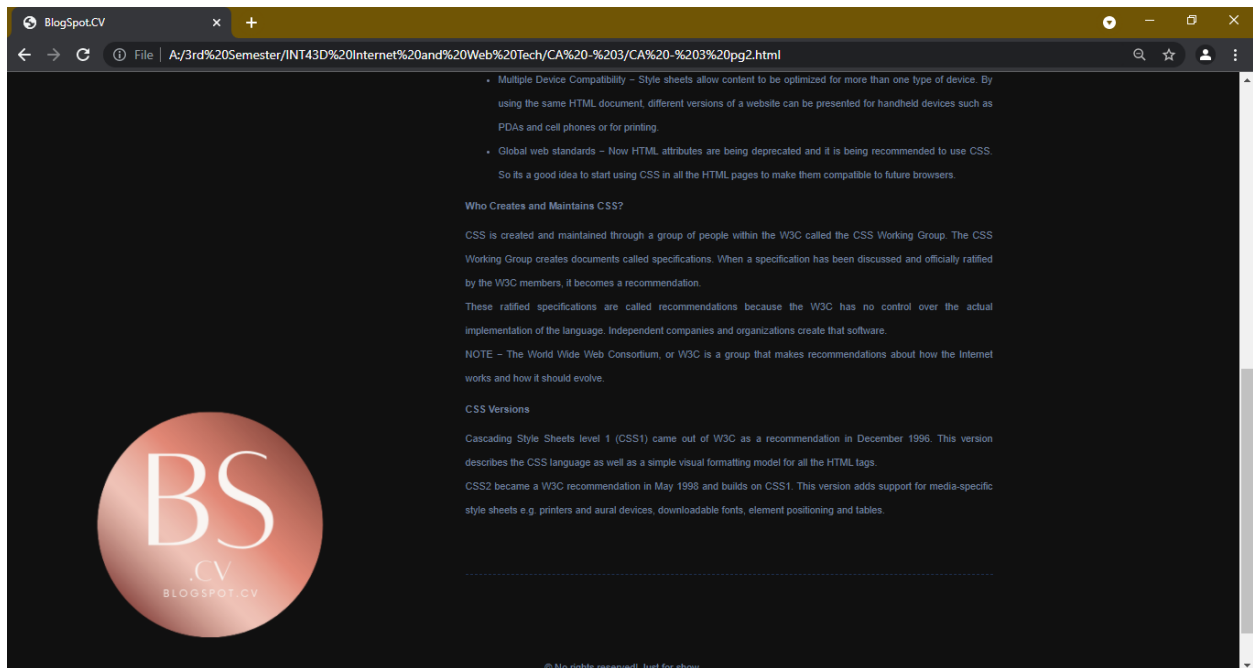 BlogSpot.CV
File
A:/3rd%20Semester/INT43D%20Internet%20and%20Web%20Tech/CA%20-%203/CA%20-%203%20pg2.html
• Multiple Device Compatibility – Style sheets allow content to be optimized for more than one type of device. By
using the same HTML document, different versions of a website can be presented for handheld devices such as
PDAs and cell phones or for printing.
• Global web standards – Now HTML attributes are being deprecated and it is being recommended to use CSS.
So its a good idea to start using CSS in all the HTML pages to make them compatible to future browsers.
Who Creates and Maintains CSS?
CSS is created and maintained through a group of people within the W3C called the CSS Working Group. The CSS
Working Group creates documents called specifications. When a specification has been discussed and officially ratified
by the W3C members, it becomes a recommendation.
These ratified specifications are called recommendations because the W3C has no control over the actual
implementation of the language. Independent companies and organizations create that software.
NOTE – The World Wide Web Consortium, or W3C is a group that makes recommendations about how the Internet
works and how it should evolve.
CSS Versions
Cascading Style Sheets level 1 (CSS1) came out of W3C as a recommendation in December 1996. This version
describes the CSS language as well as a simple visual formatting model for all the HTML tags.
CSS2 became a W3C recommendation in May 1998 and builds on CSS1. This version adds support for media-specific
style sheets e.g. printers and aural devices, downloadable fonts, element positioning and tables.
BS
.CV
BLOGSPOT.CV
© No rights reserved! Just for show